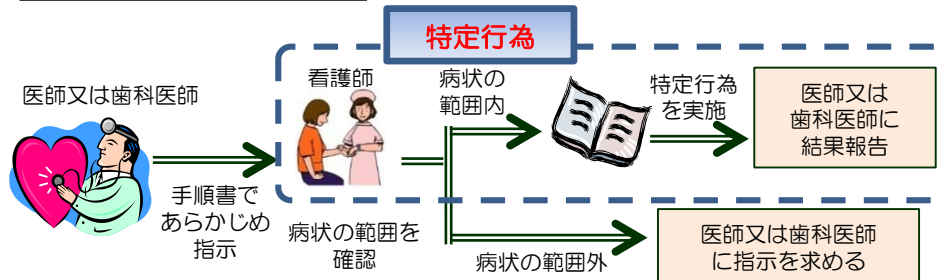 特定行為
医師又は歯科医師
手順書で
あらかじめ
指示
看護師
病状の範囲を
確認
病状の
範囲内
特定行為
を実施
医師又は
歯科医師に
結果報告
病状の範囲外
医師又は歯科医師
に指示を求める